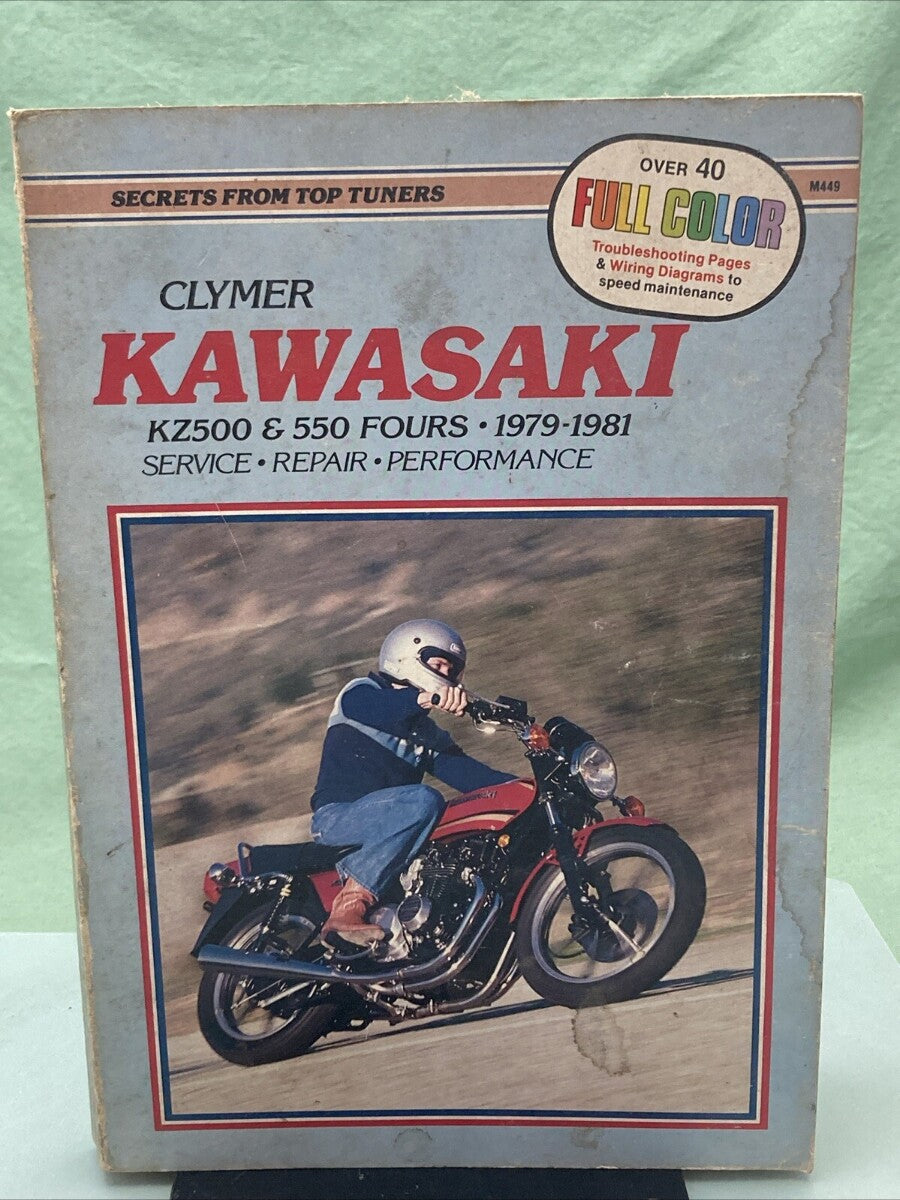 SECRETS FROM TOP TUNERS
M449
OVER 40
FULL COLOR
Troubleshooting Pages
& Wiring Diagrams to
speed maintenance
CLYMER
KAWASAKI
KZ500 & 550 FOURS • 1979-1981
SERVICE • REPAIR • PERFORMANCE
KAWASAKI